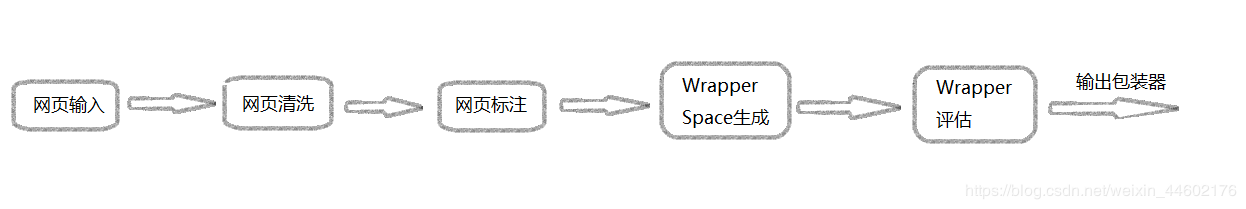 网页输入
网页清洗
网页标注
Wrapper
Space生成
Wrapper
评估
输出包装器
https://blog.csdn.net/weixin_44602176